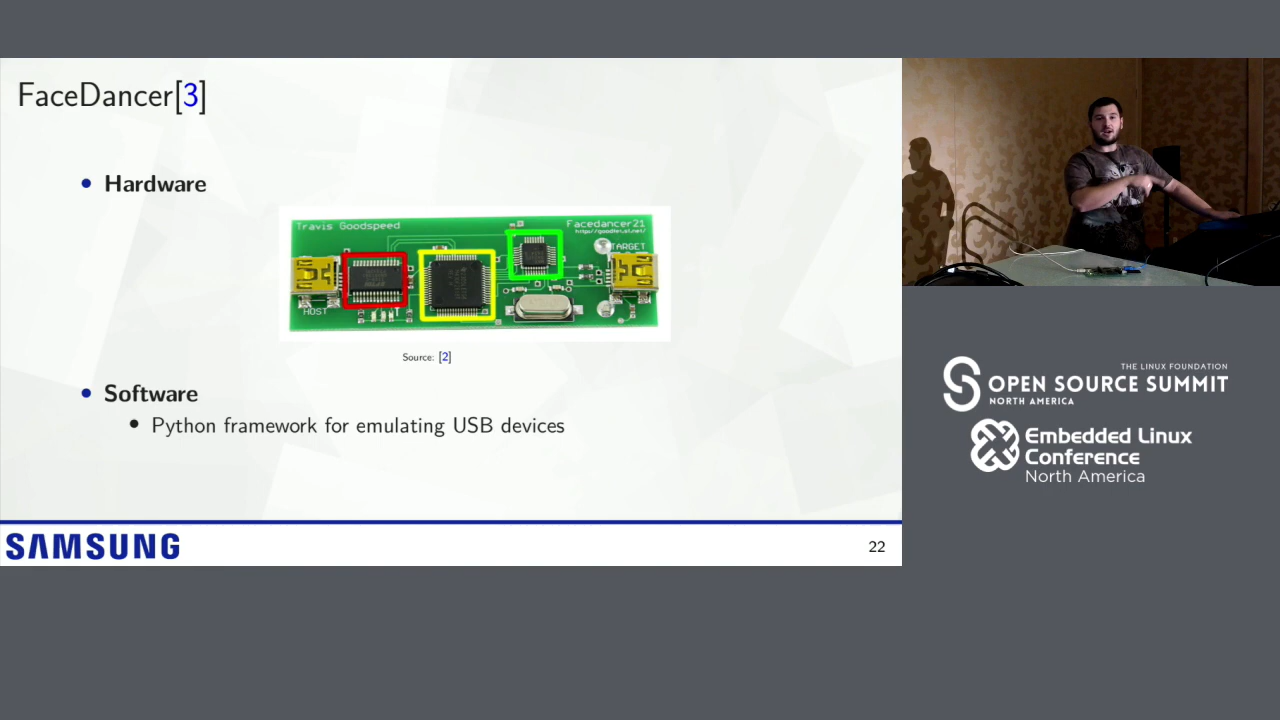 FaceDancer[3]
Hardware
Travis Goodspeed
Facedancer21
TARGET
HOST
Source: [2]
Software
Python framework for emulating USB devices
SAMSUNG
22
THE LINUX FOUNDATION
OPEN SOURCE SUMMIT
NORTH AMERICA
Embedded Linux
Conference
North America